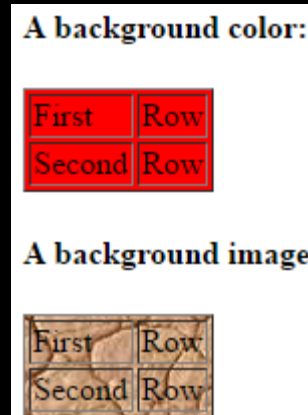 A background color:
First Row
Second Row
A background image
First Row
Second Row